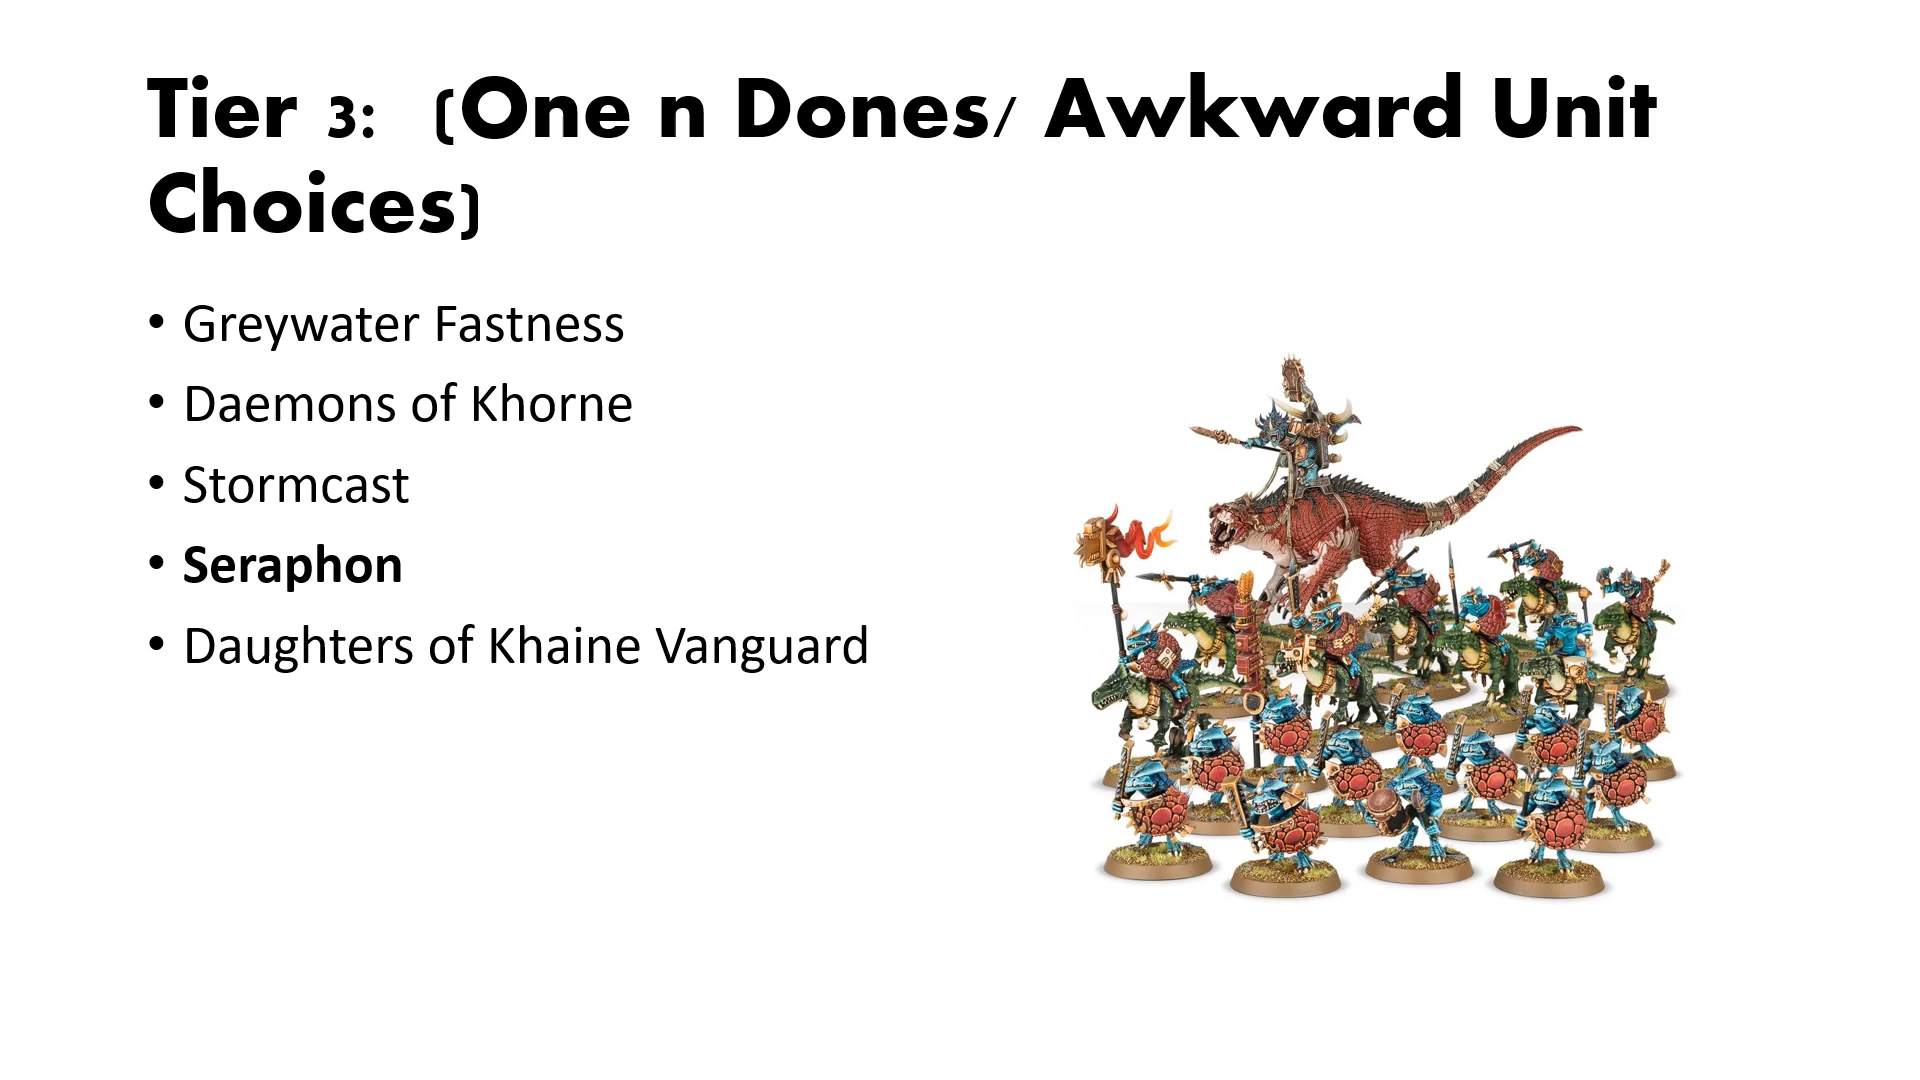 Tier 3:  (One n Dones/ Awkward Unit
Choices)
• Greywater Fastness
• Daemons of Khorne
• Stormcast
• Seraphon
• Daughters of Khaine Vanguard